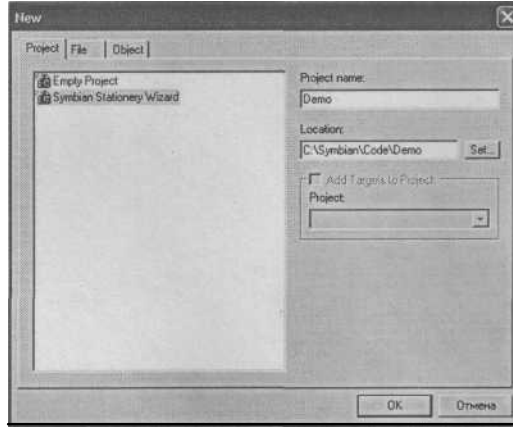 New
Project File Object
Empty Project
Symbian Stationery Wizard
Project name:
Demo
Location:
C:\Symbian\Code\Demo Set...
Add Targets to Project:
Project:
OK Отмена